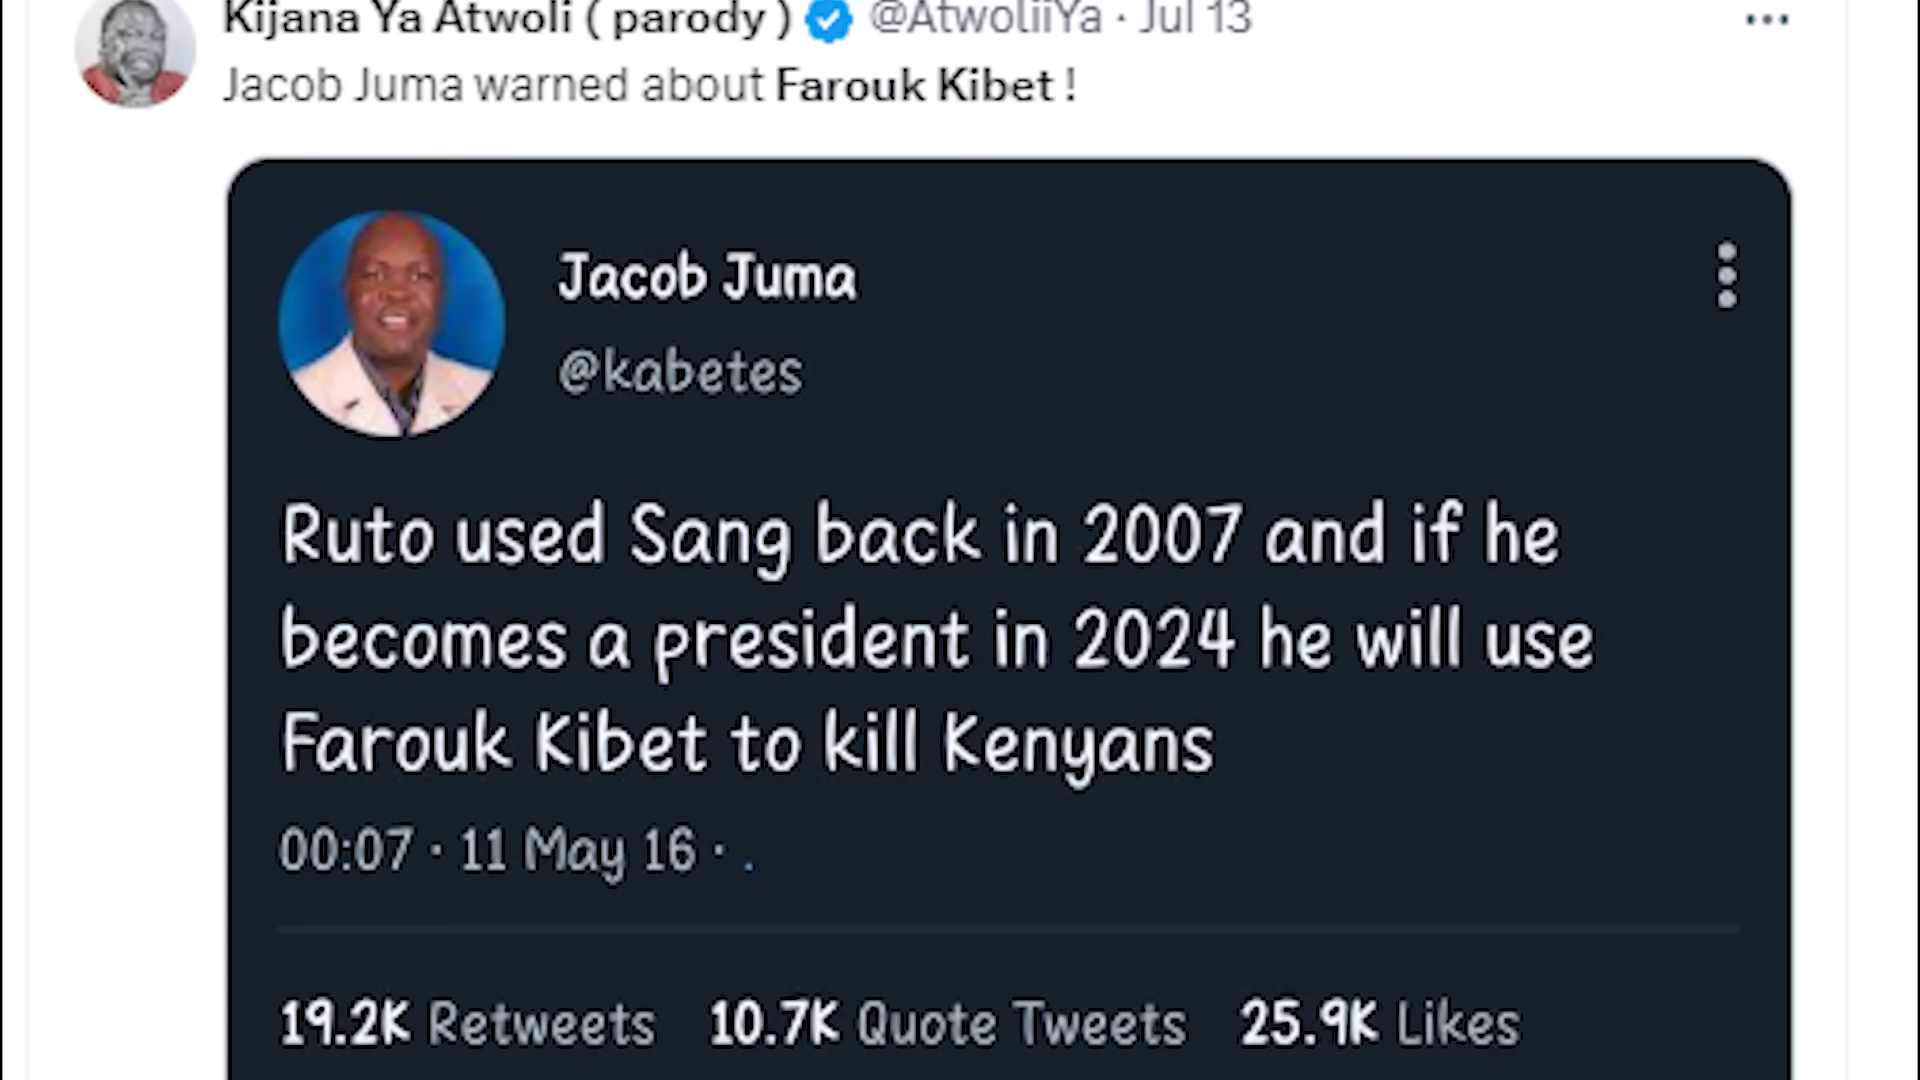 Kijana Ya Atwoli ( parody ) @AtwoliiYa · Jul 13
Jacob Juma warned about Farouk Kibet !
Jacob Juma
@kabetes
Ruto used Sang back in 2007 and if he
becomes a president in 2024 he will use
Farouk Kibet to kill Kenyans
00:07 · 11 May 16 · .
19.2K Retweets 10.7K Quote Tweets 25.9K Likes